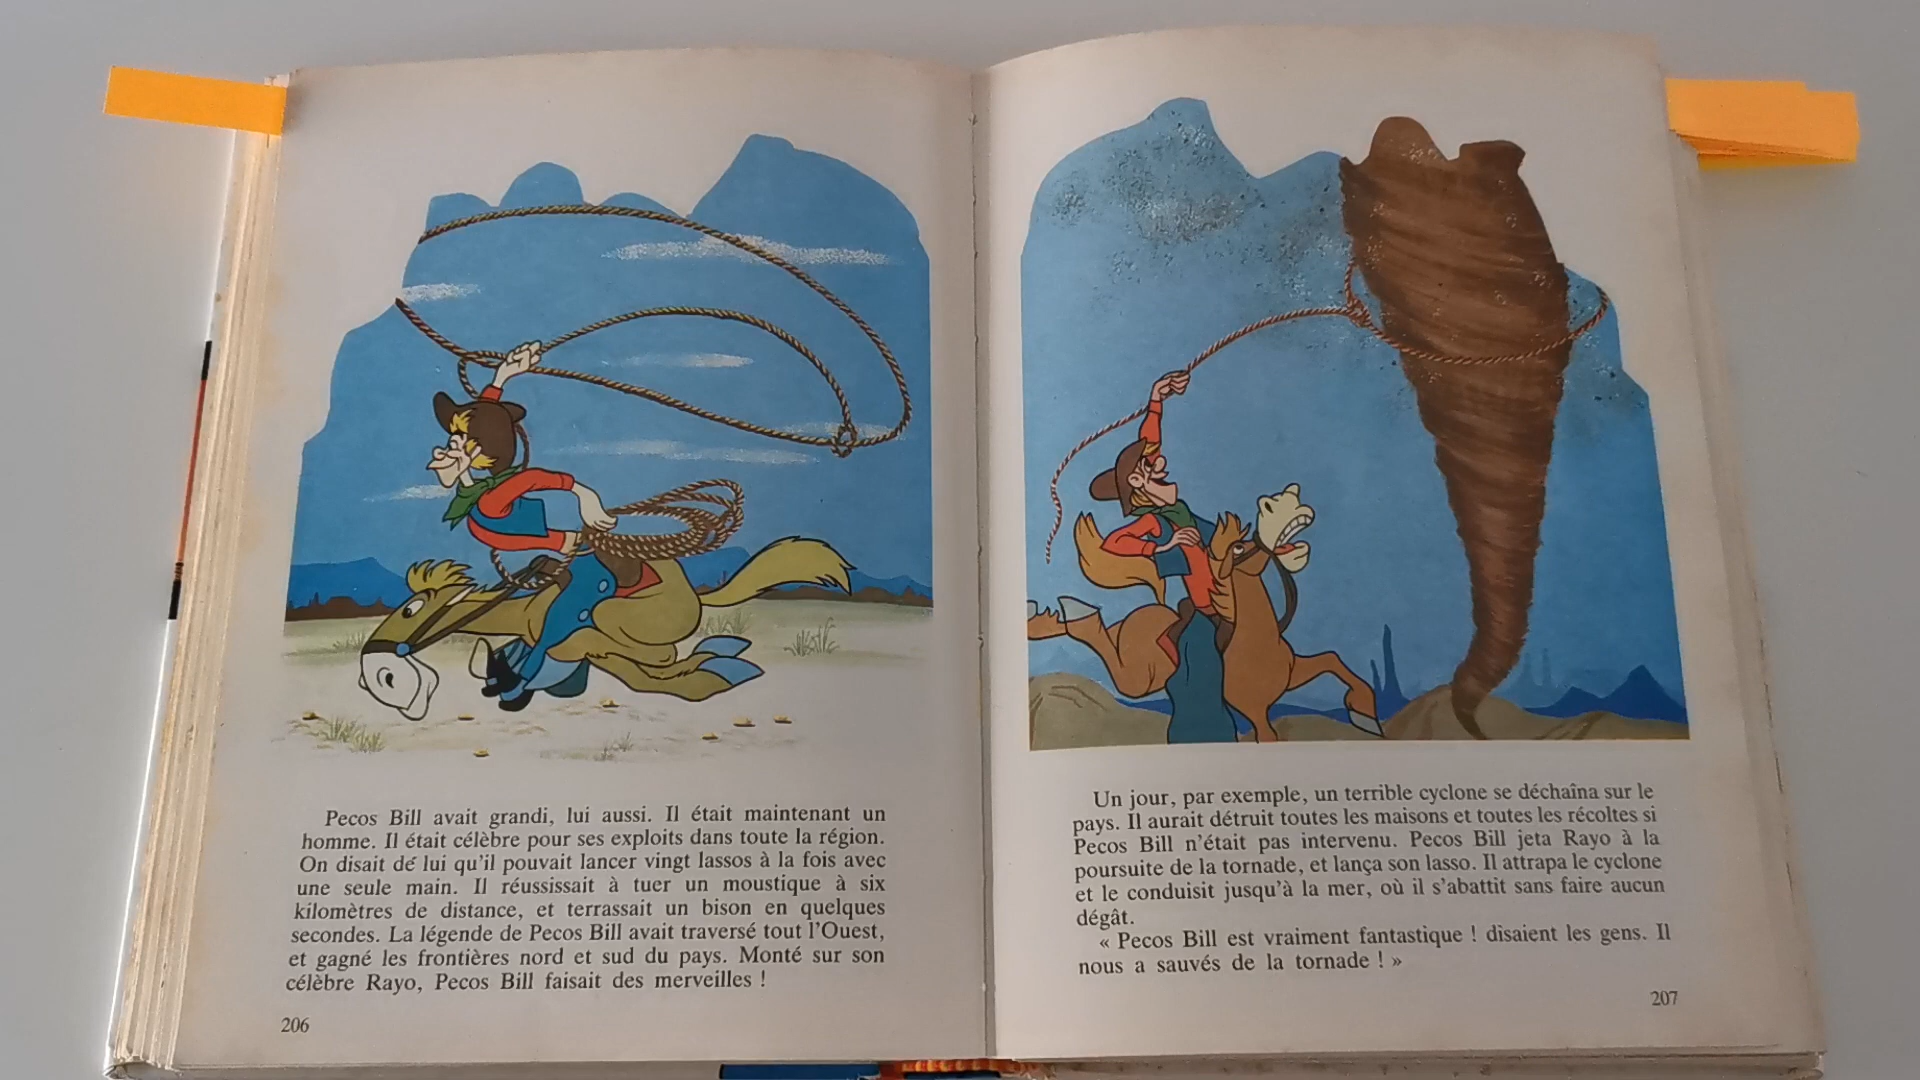 Pecos Bill avait grandi, lui aussi. Il était maintenant un
homme. Il était célèbre pour ses exploits dans toute la région.
On disait de lui qu'il pouvait lancer vingt lassos à la fois avec
une seule main. Il réussissait à tuer un moustique à six
kilomètres de distance, et terrassait un bison en quelques
secondes. La légende de Pecos Bill avait traversé tout l'Ouest,
et gagné les frontières nord et sud du pays. Monté sur son
célèbre Rayo, Pecos Bill faisait des merveilles !
206
Un jour, par exemple, un terrible cyclone se déchaîna sur le
pays. Il aurait détruit toutes les maisons et toutes les récoltes si
Pecos Bill n'était pas intervenu. Pecos Bill jeta Rayo à la
poursuite de la tornade, et lança son lasso. Il attrapa le cyclone
et le conduisit jusqu'à la mer, où il s'abattit sans faire aucun
dégât.
« Pecos Bill est vraiment fantastique ! disaient les gens. Il
nous a sauvés de la tornade ! »
207